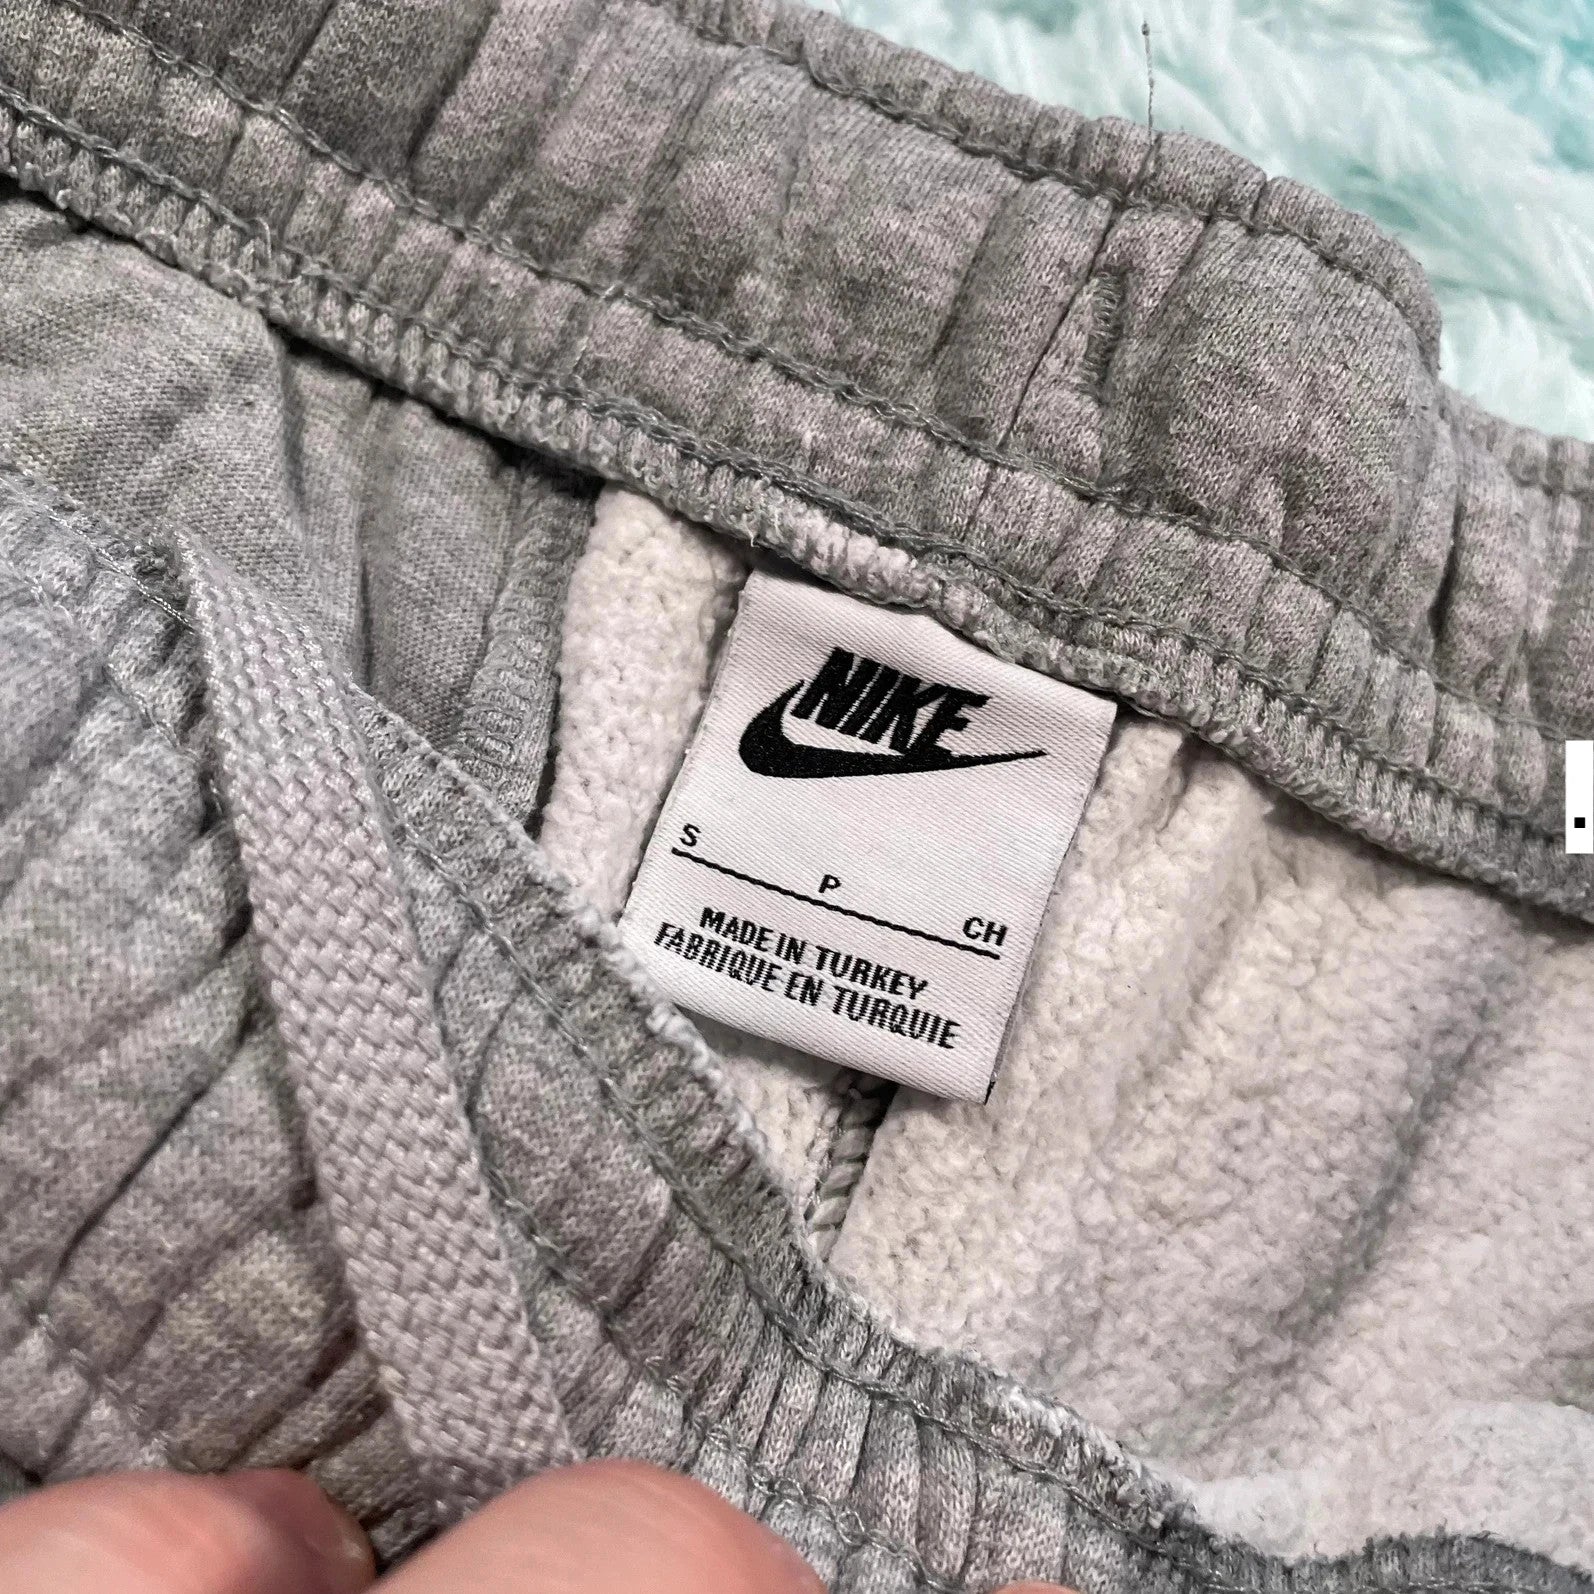 NIKE
S
P
CH
MADE IN TURKEY
FABRIQUE EN TURQUIE